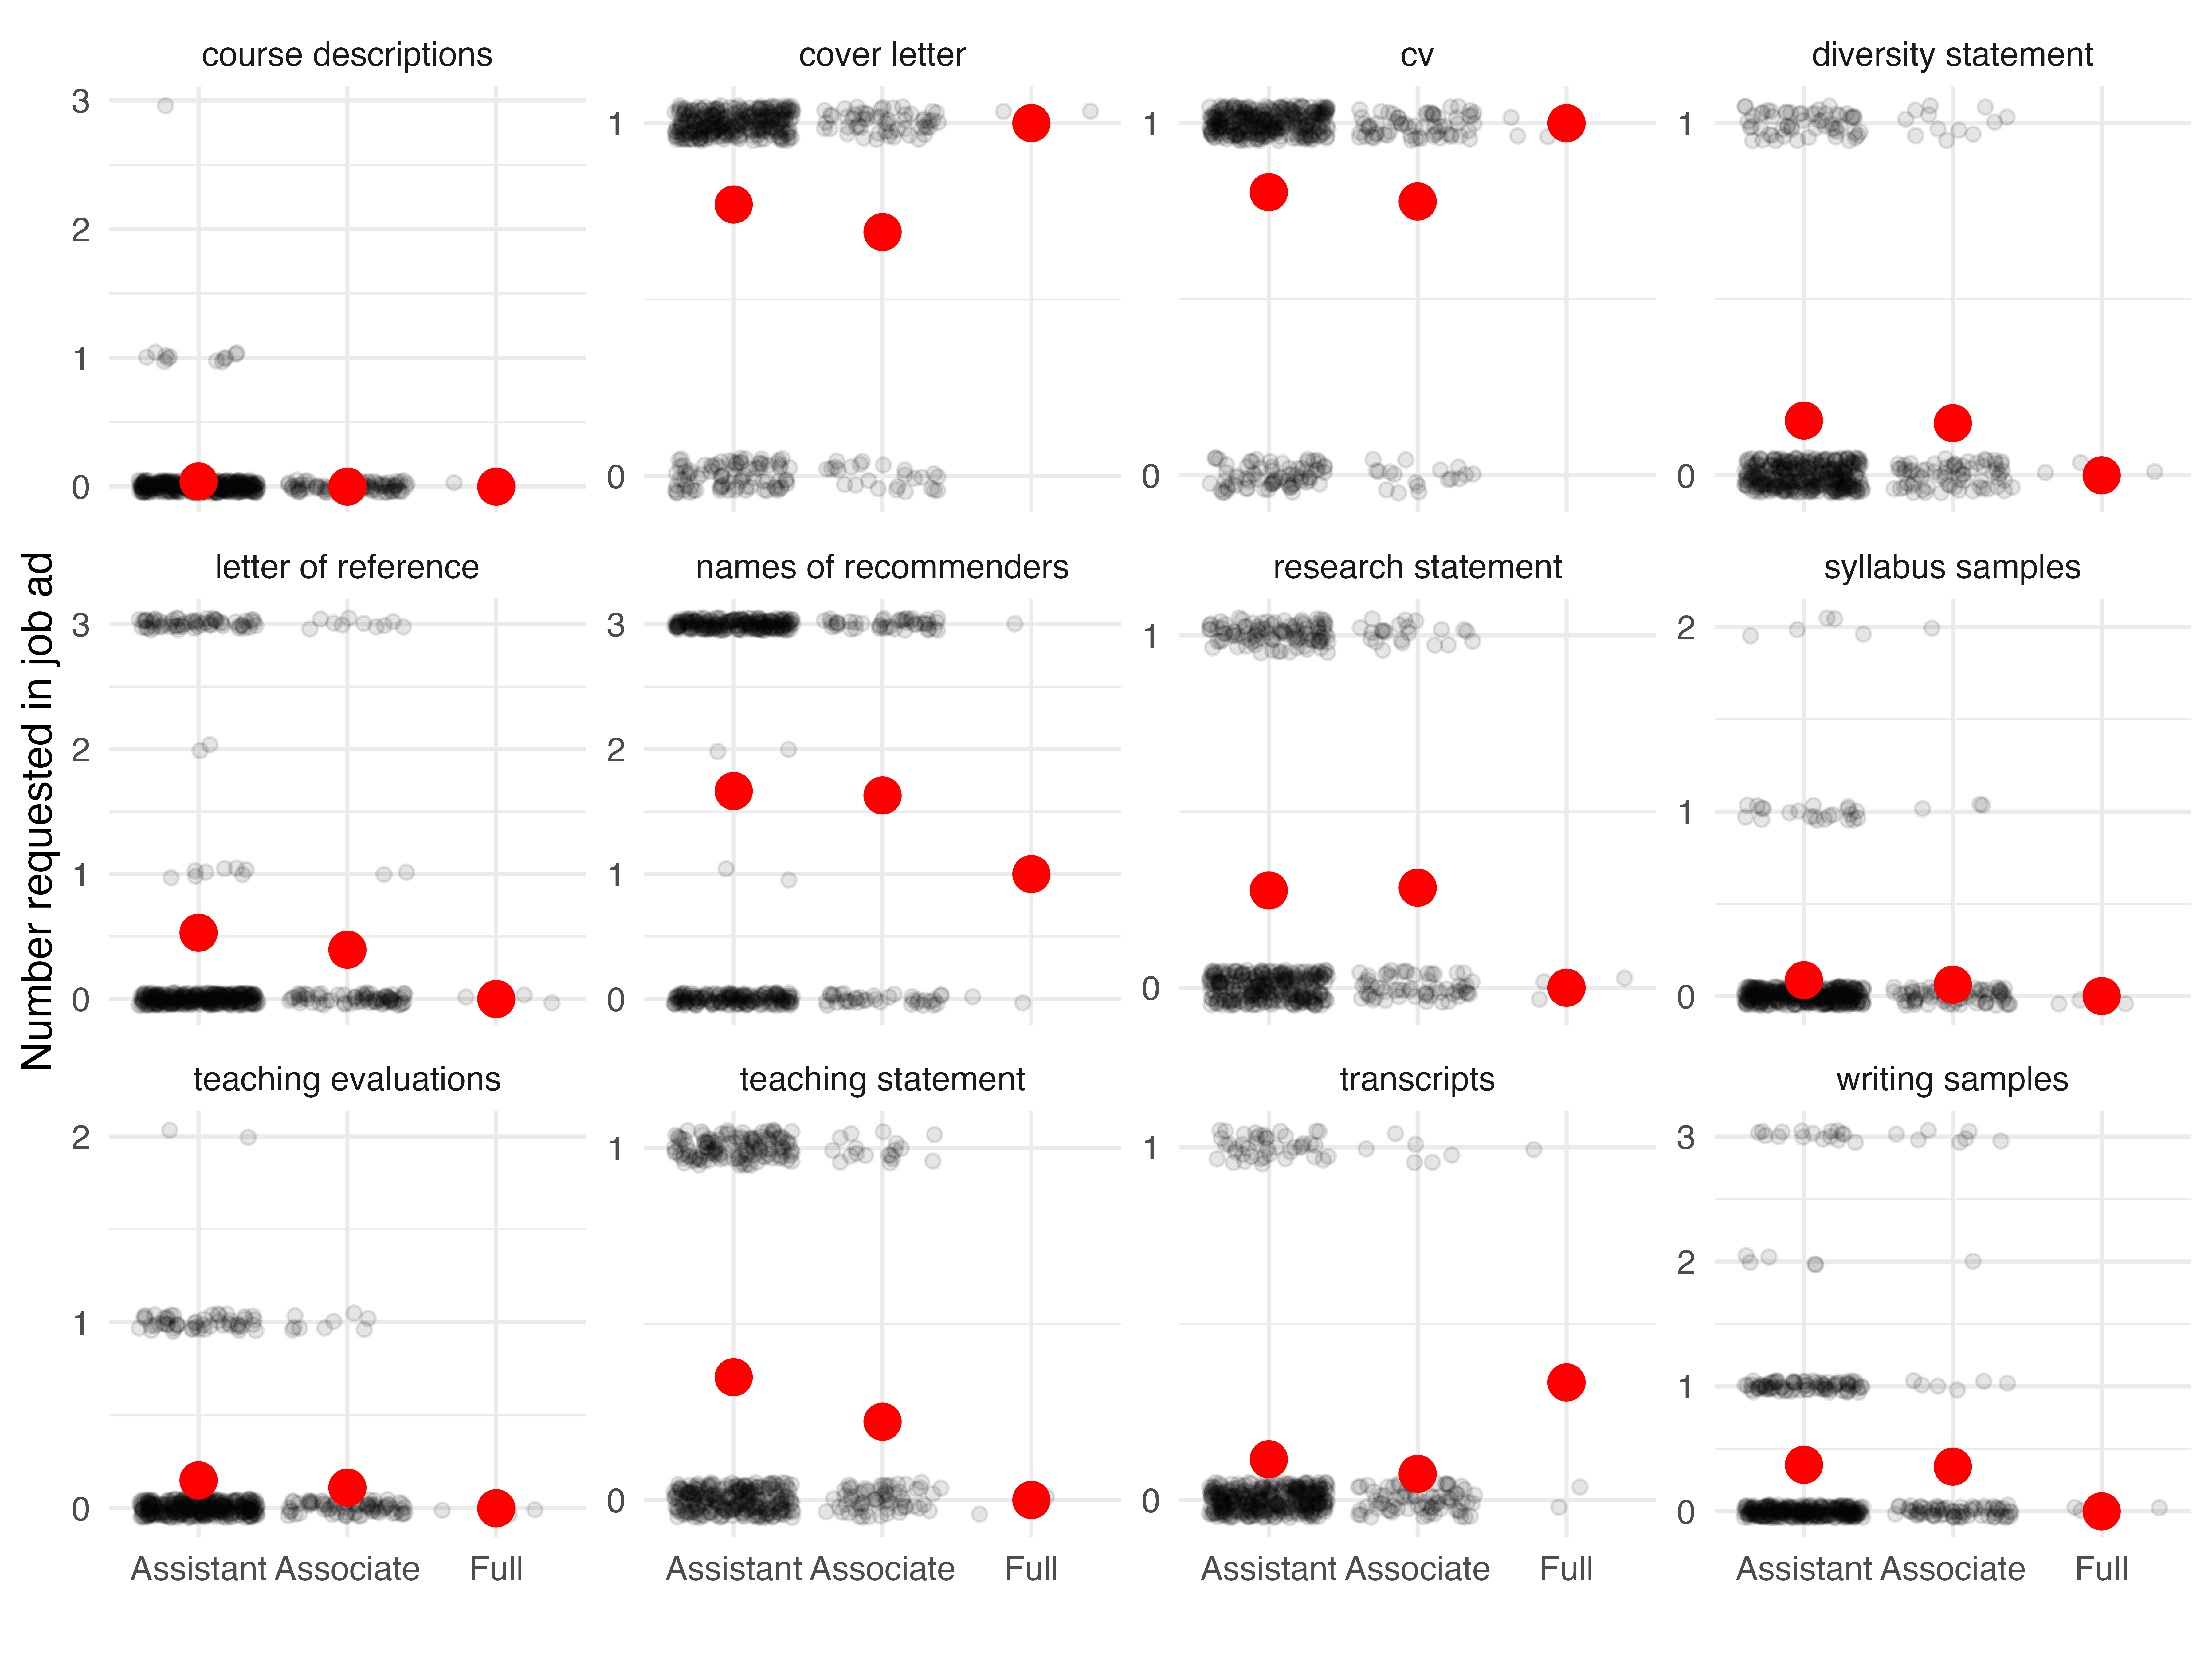 course descriptions
cover letter
cv
diversity statement
3
2
1
0
1
0
1
0
1
0
Number requested in job ad
letter of reference
names of recommenders
research statement
syllabus samples
3
2
1
0
3
2
1
0
1
0
2
1
0
teaching evaluations
teaching statement
transcripts
writing samples
2
1
0
1
0
1
0
3
2
1
0
Assistant Associate Full
Assistant Associate Full
Assistant Associate Full
Assistant Associate Full